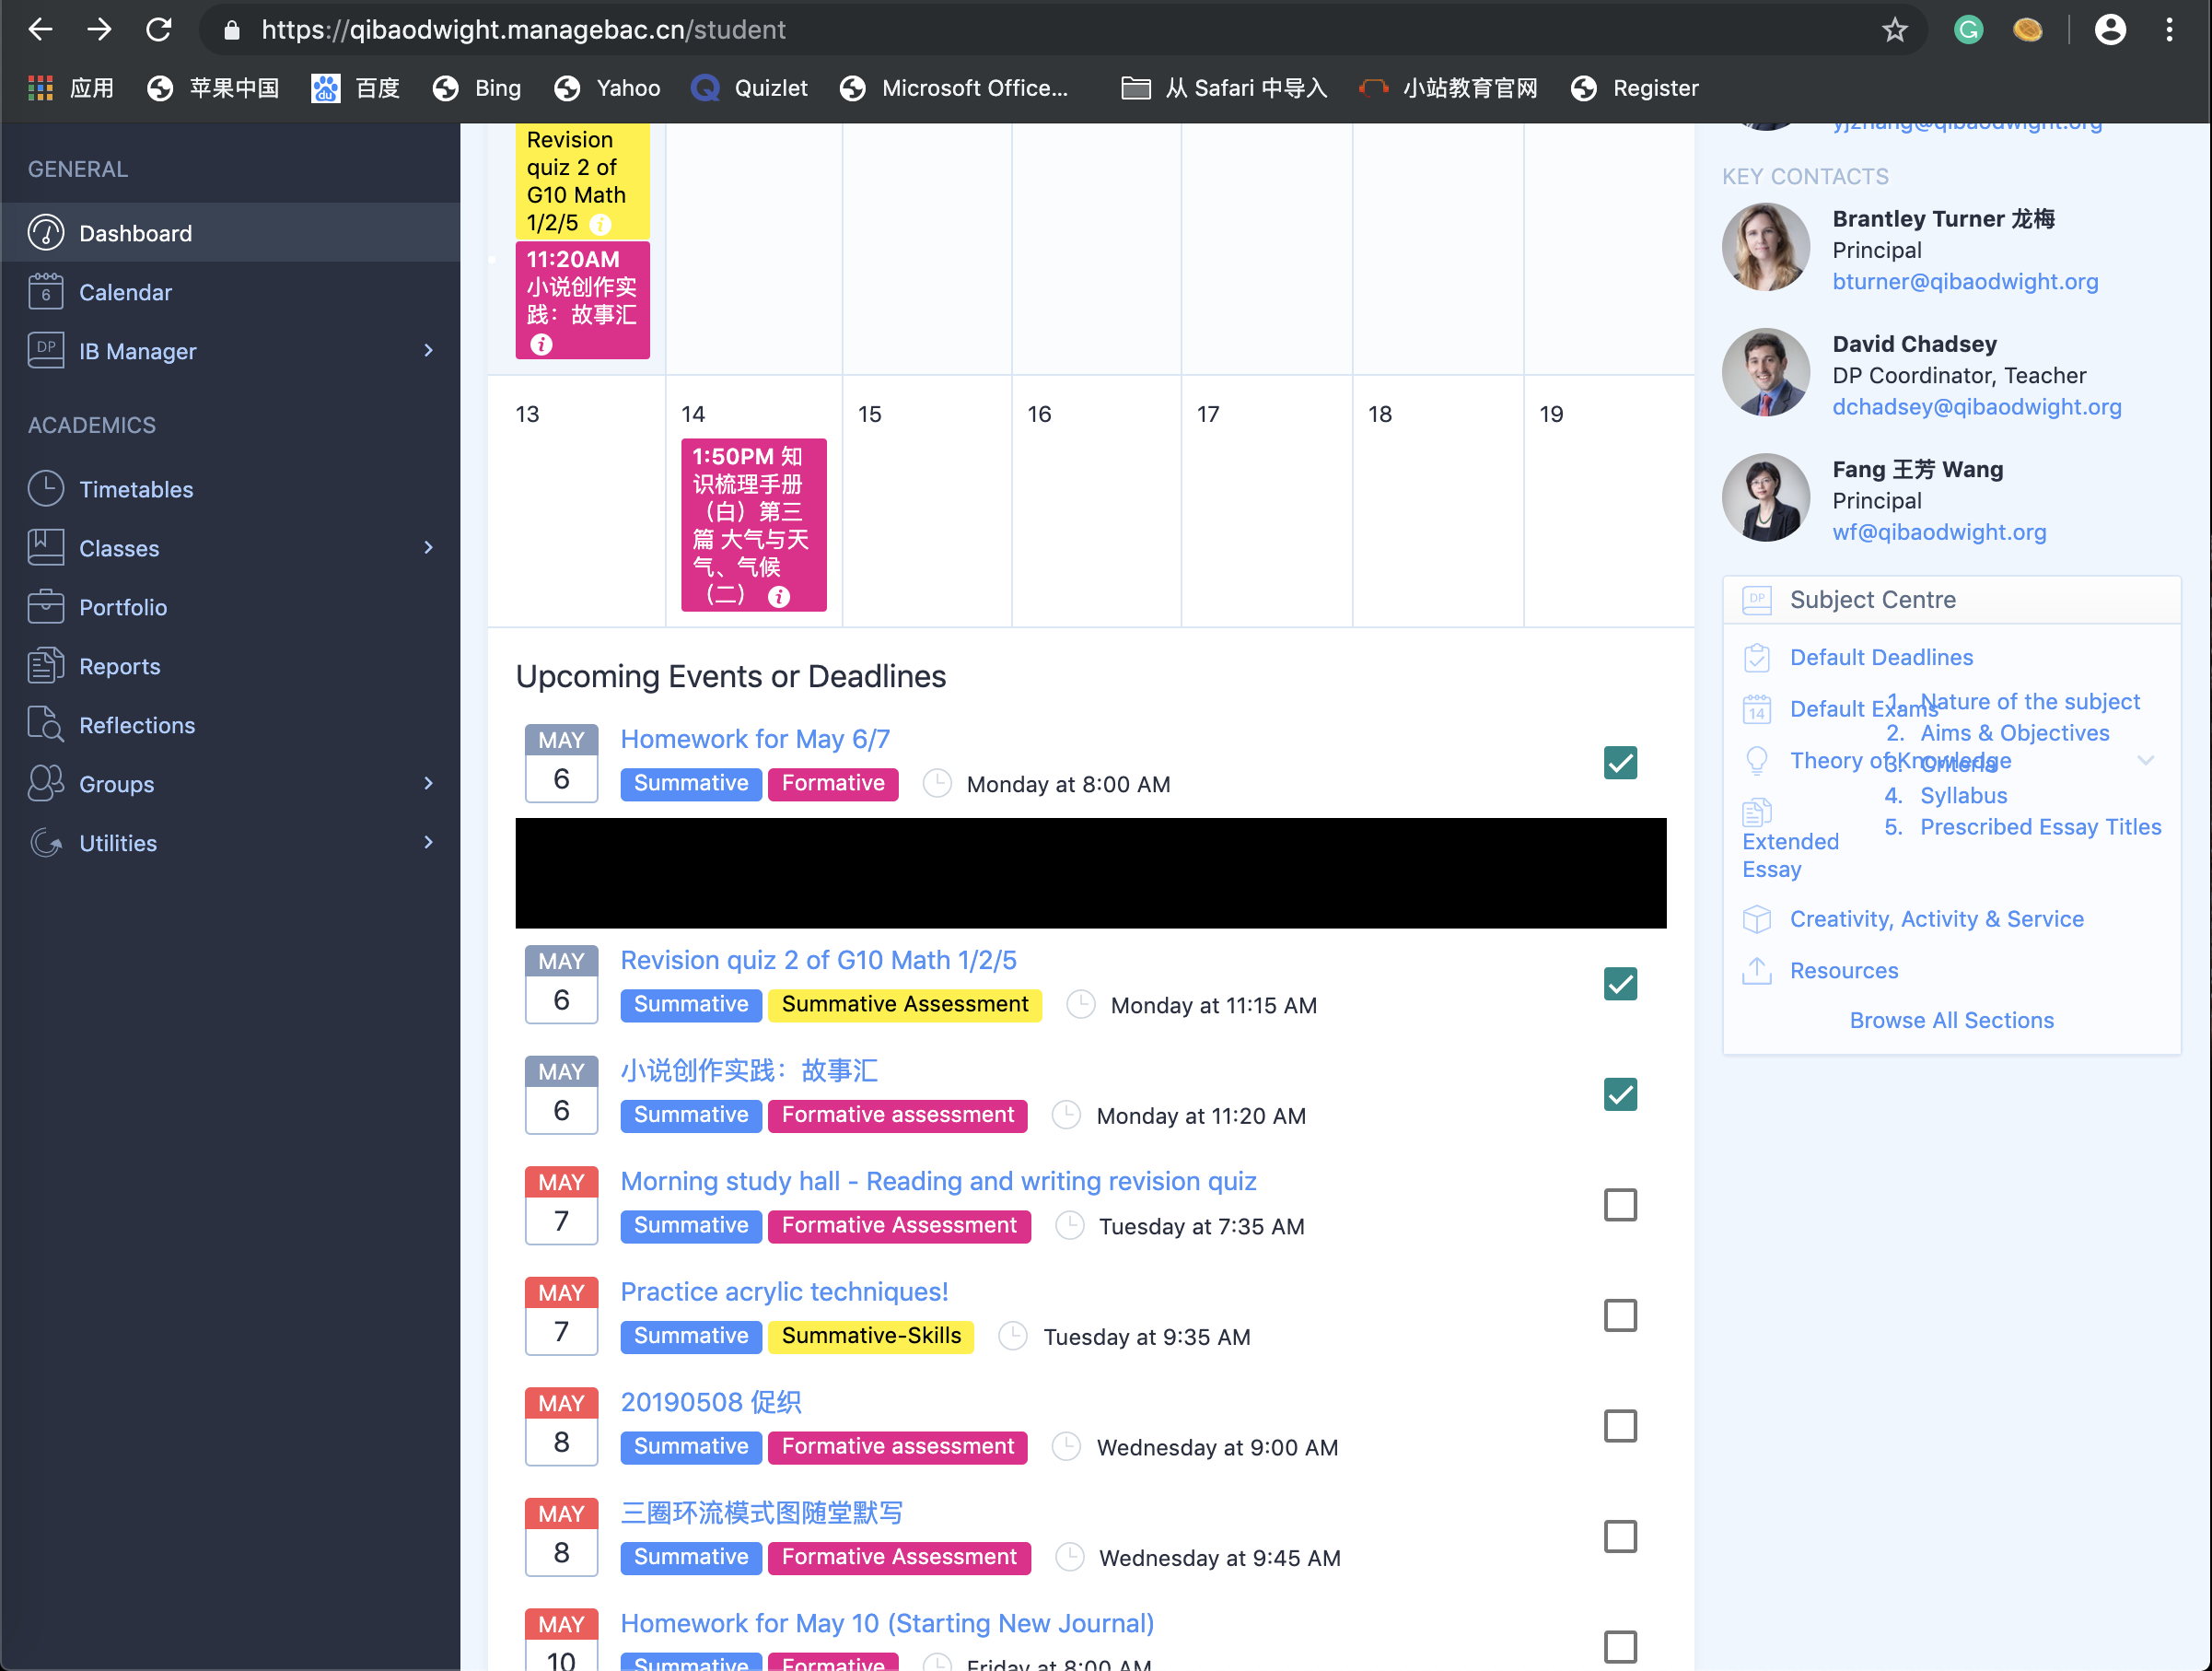 https://qibaodwight.managebac.cn/student
应用 苹果中国 百度 Bing Yahoo Quizlet Microsoft Office... 从 Safari 中导入 小站教育官网 Register
GENERAL
Dashboard
6 Calendar
DP IB Manager
ACADEMICS
Timetables
Classes
Portfolio
Reports
Reflections
Groups
Utilities
Revision
quiz 2 of
G10 Math
1/2/5
11:20AM
小说创作实
践：故事汇
13 14 15 16 17 18 19
1:50PM 知
识梳理手册
（白）第三
篇 大气与天
气、气候
（二）
Upcoming Events or Deadlines
MAY 6
Homework for May 6/7
Summative Formative Monday at 8:00 AM
MAY 6
Revision quiz 2 of G10 Math 1/2/5
Summative Summative Assessment Monday at 11:15 AM
MAY 6
小说创作实践：故事汇
Summative Formative assessment Monday at 11:20 AM
MAY 7
Morning study hall - Reading and writing revision quiz
Summative Formative Assessment Tuesday at 7:35 AM
MAY 7
Practice acrylic techniques!
Summative Summative-Skills Tuesday at 9:35 AM
MAY 8
20190508 促织
Summative Formative assessment Wednesday at 9:00 AM
MAY 8
三圈环流模式图随堂默写
Summative Formative Assessment Wednesday at 9:45 AM
MAY 10
Homework for May 10 (Starting New Journal)
Summative Formative Friday at 8:00 AM
yjzhang@qibaodwight.org
KEY CONTACTS
Brantley Turner 龙梅
Principal
bturner@qibaodwight.org
David Chadsey
DP Coordinator, Teacher
dchadsey@qibaodwight.org
Fang 王芳 Wang
Principal
wf@qibaodwight.org
DP Subject Centre
Default Deadlines
14 Default Exams
Theory of Knowledge
1. Nature of the subject
2. Aims & Objectives
3. Criteria
4. Syllabus
5. Prescribed Essay Titles
Extended
Essay
Creativity, Activity & Service
Resources
Browse All Sections